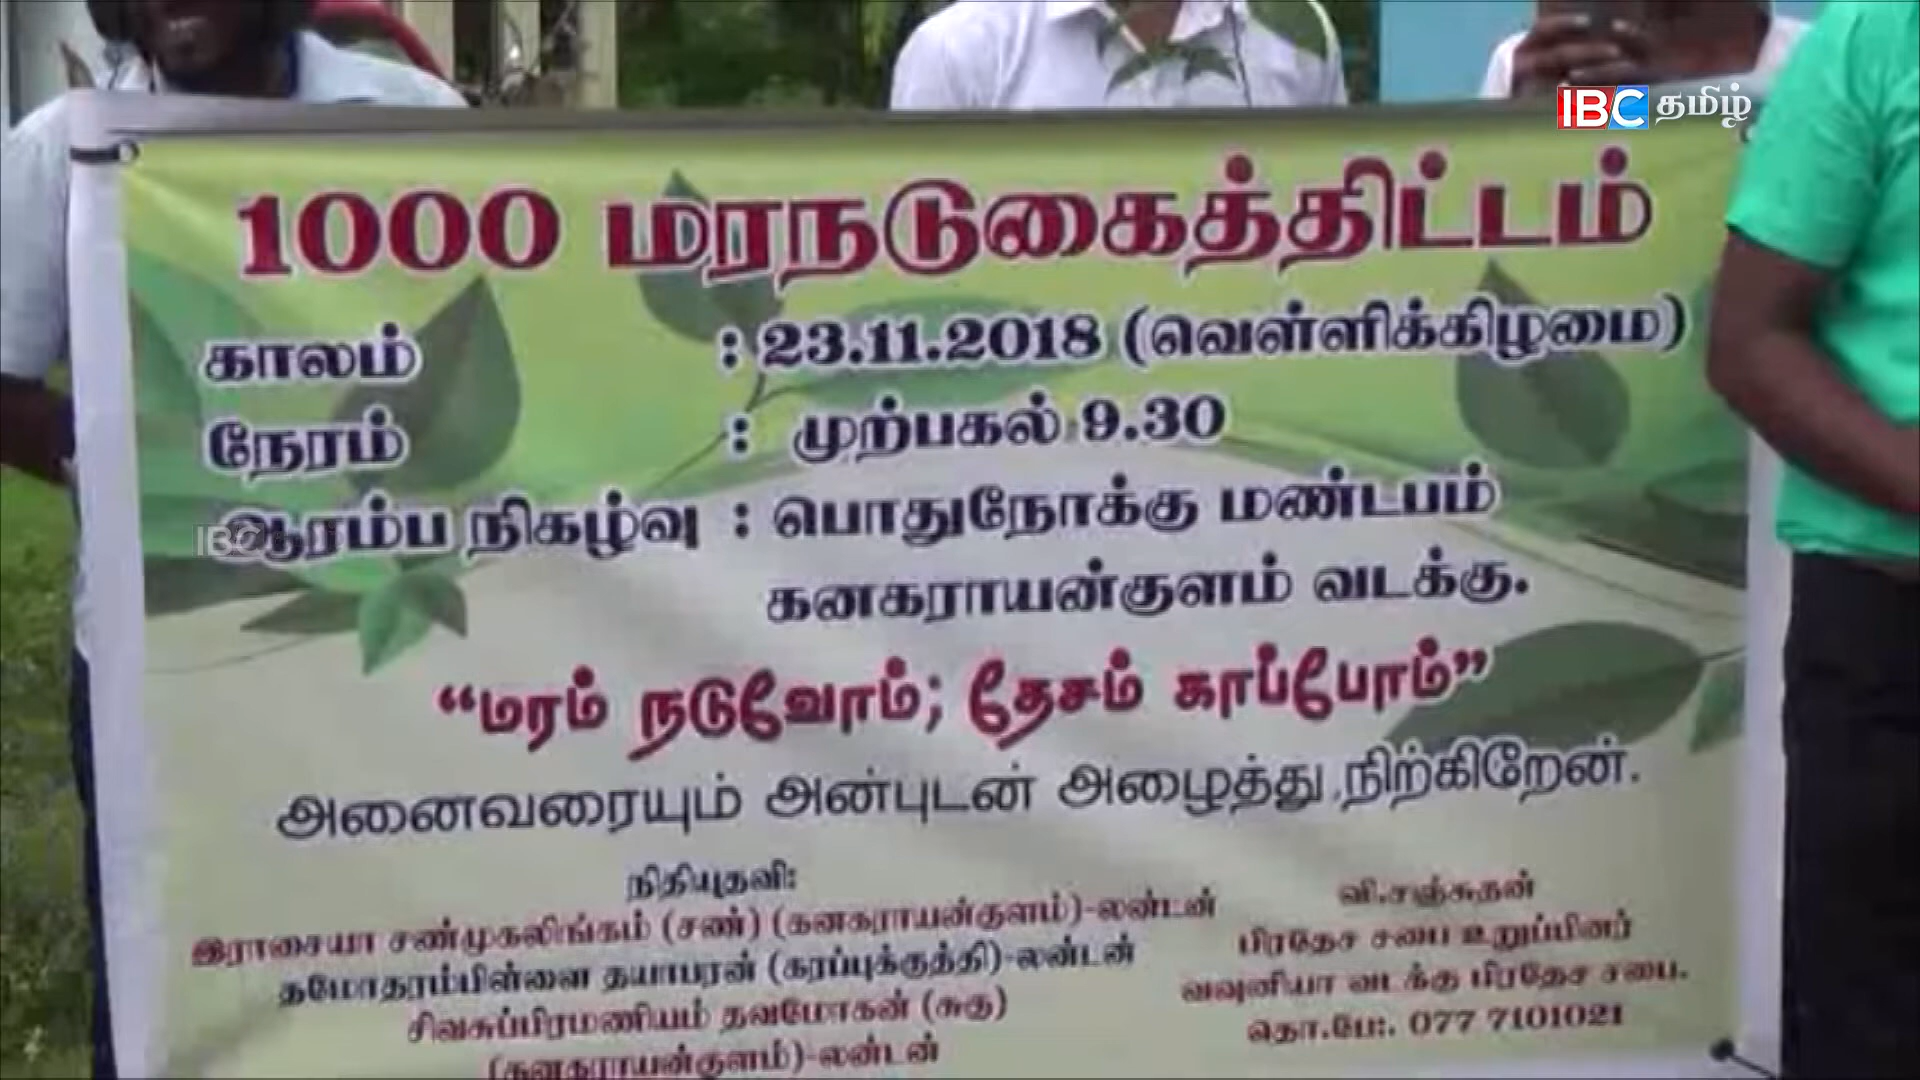 IBC தமிழ்
1000 மரநடுகைத்திட்டம்
காலம் : 23.11.2018 (வெள்ளிக்கிழமை)
நேரம் : முற்பகல் 9.30
ஆரம்ப நிகழ்வு : பொதுநோக்கு மண்டபம்
கனகராயன்குளம் வடக்கு.
“மரம் நடுவோம்; தேசம் காப்போம்”
அனைவரையும் அன்புடன் அழைத்து நிற்கிறேன்.
நிதியுதவி:
இராசையா சண்முகலிங்கம் (சண்) (கனகராயன்குளம்)-லண்டன்
தமோதரம்பிள்ளை தயாபரன் (கரப்புக்குத்தி)-லண்டன்
சிவசுப்பிரமணியம் தவமோகன் (சுகு)
(கனகராயன்குளம்)-லண்டன்
வி.சஞ்சுதன்
பிரதேச சபை உறுப்பினர்
வவுனியா வடக்கு பிரதேச சபை.
தொ.பே:. 077 7101021
IBC